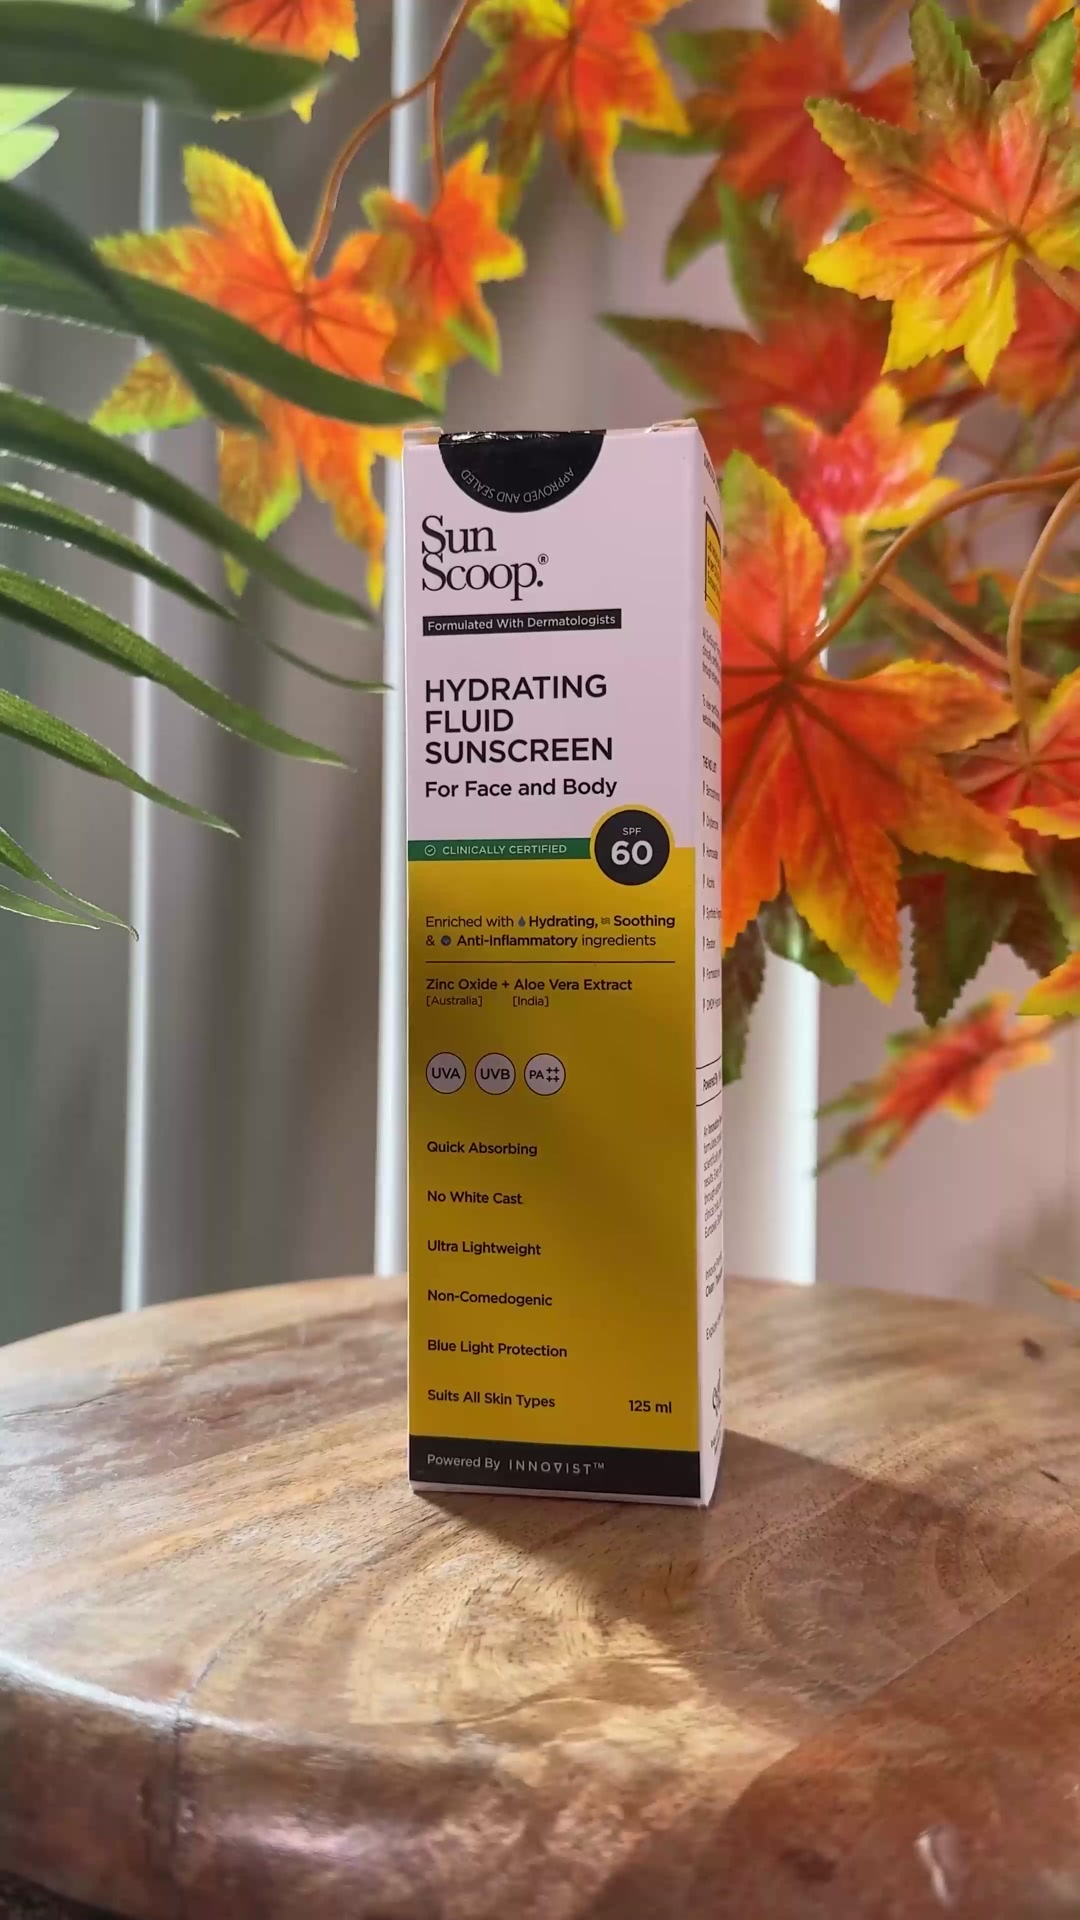 APPROVED AND SEALED
Sun
Scoop.®
Formulated With Dermatologists
HYDRATING
FLUID
SUNSCREEN
For Face and Body
SPF
60
CLINICALLY CERTIFIED
Enriched with Hydrating, Soothing
& Anti-Inflammatory ingredients
Zinc Oxide + Aloe Vera Extract
[Australia] [India]
UVA UVB PA++++
Quick Absorbing
No White Cast
Ultra Lightweight
Non-Comedogenic
Blue Light Protection
Suits All Skin Types 125 ml
Powered By INNOVIST™